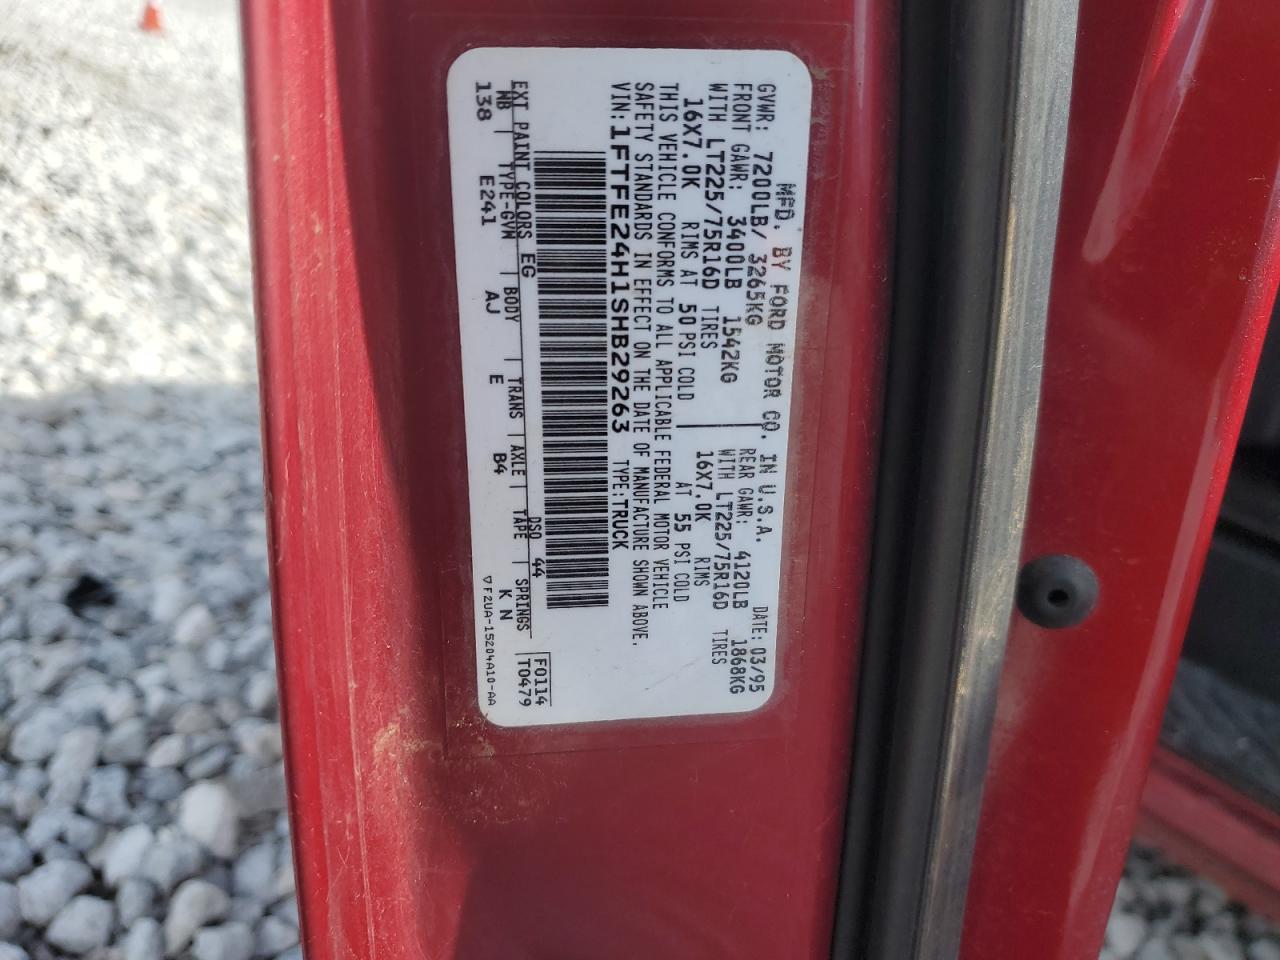 MFD. BY FORD MOTOR CO. IN U.S.A.
DATE: 03/95
GVWR: 7200LB/ 3265KG
FRONT GAWR: 3400LB 1542KG
REAR GAWR: 4120LB 1868KG
WITH LT225/75R16D TIRES
WITH LT225/75R16D TIRES
16X7.0K RIMS AT 50 PSI COLD
16X7.0K RIMS AT 55 PSI COLD
THIS VEHICLE CONFORMS TO ALL APPLICABLE FEDERAL MOTOR VEHICLE
SAFETY STANDARDS IN EFFECT ON THE DATE OF MANUFACTURE SHOWN ABOVE.
VIN: 1FTFE24H1SHB29263 TYPE: TRUCK
F0114
T0479
EXT PAINT COLORS EG DSO 44
WB | TYPE-GVW | BODY | TRANS | AXLE | TAPE | SPRINGS
138 E241 AJ E B4 K N
▽ F2UA-15204A10-AA